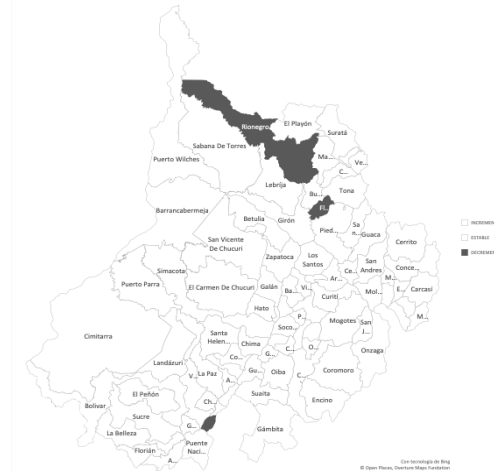 El Playón
Rionegro
Suratá
Sabana De Torres
Ma...
Ve...
Puerto Wilches
C...
Lebrija
Bu...
Tona
Barrancabermeja
Fl...
Betulia
Girón
Pied...
Sa
Guaca
e...
San Vicente
De Chucuri
Cerrito
Zapatoca
Los
Santos
San
Andres
Conce...
Simacota
Ce...
Ar...
M...
Puerto Parra
El Carmen De Chucuri
Galán
Ba...
Vi...
Curiti
Mol...
E...
Carcasí
Hato
P...
M...
Cimitarra
Santa
Helen...
Soco...
Mogotes
San
J...
Chima
C...
O...
Onzaga
Co...
G...
Landázuri
V...
La Paz
A...
Gu...
Oiba
C...
Coromoro
El Peñón
Ch...
Suaita
Encino
Bolívar
Sucre
G...
La Belleza
Gámbita
Florián
A...
Puente
Naci...
INCREMEN
ESTABLE
DECREMEN
Con tecnología de Bing
© Open Places, Overture Maps Fundation